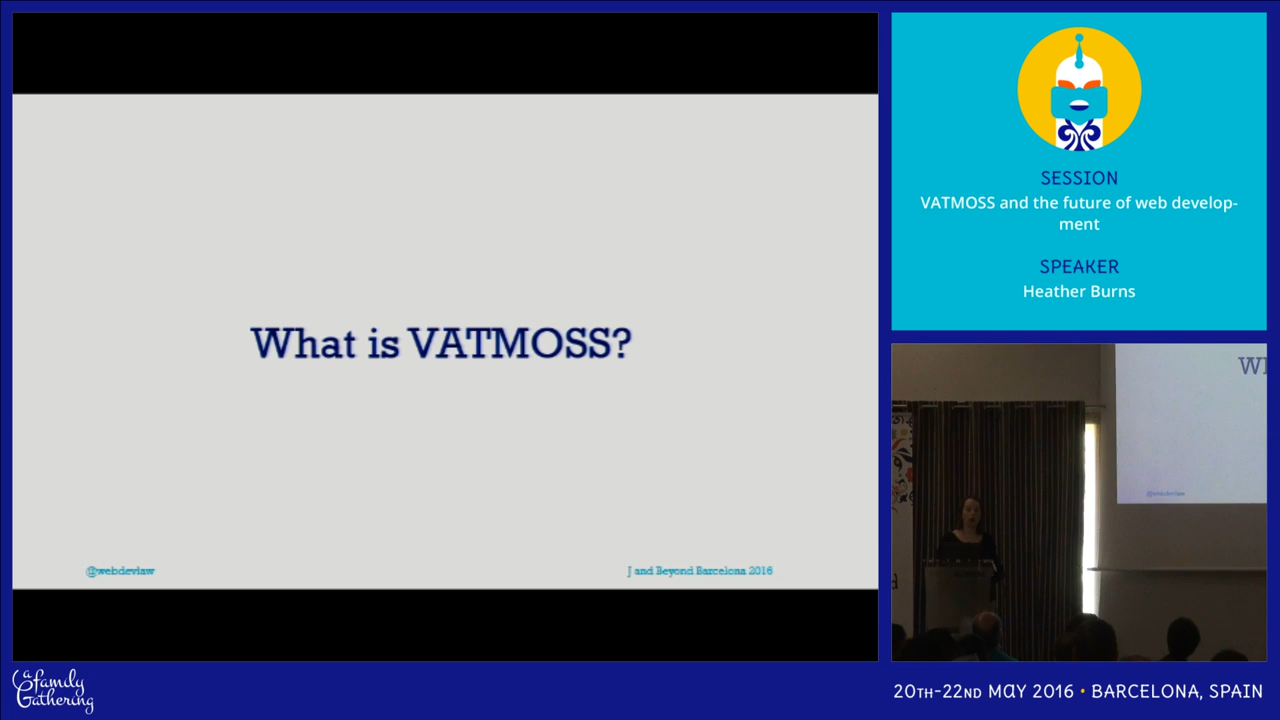 What is VATMOSS?
@webdevlaw
J and Beyond Barcelona 2016
SESSION
VATMOSS and the future of web develop-
ment
SPEAKER
Heather Burns
@webdevlaw
a family
Gathering
20TH-22ND MAY 2016 • BARCELONA, SPAIN